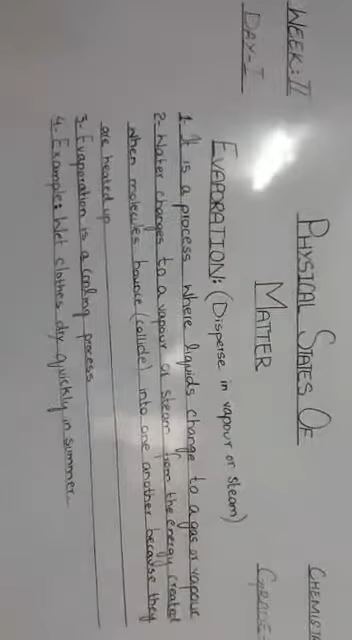 WEEK: II
CHEMIST
PHYSICAL STATES OF
DAY-I
MATTER
GRADE
EVAPORATION: (Disperse in vapour or steam)
1- It is a process where liquids change to a gas or vapour
2- Water changes to a vapour or steam from the energy created
when molecules bounce (collide) into one another because they
are heated up
3- Evaporation is a cooling process
4- Example: Wet clothes dry quickly in summer